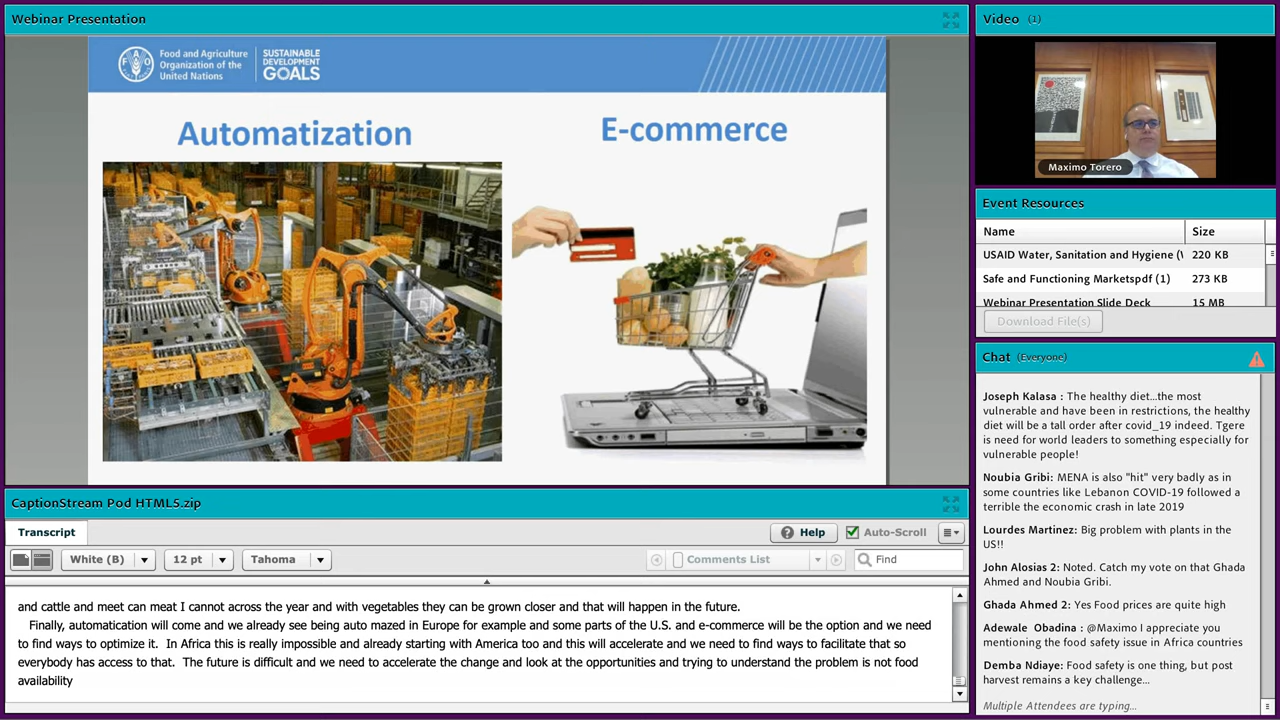 Webinar Presentation
Food and Agriculture
Organization of the
United Nations
SUSTAINABLE
DEVELOPMENT
GOALS
Automatization
E-commerce
CaptionStream Pod HTML5.zip
Transcript
Help
Auto-Scroll
White (B)
12 pt
Tahoma
Comments List
Find
and cattle and meet can meat I cannot across the year and with vegetables they can be grown closer and that will happen in the future.
Finally, automatication will come and we already see being auto mazed in Europe for example and some parts of the U.S. and e-commerce will be the option and we need
to find ways to optimize it. In Africa this is really impossible and already starting with America too and this will accelerate and we need to find ways to facilitate that so
everybody has access to that. The future is difficult and we need to accelerate the change and look at the opportunities and trying to understand the problem is not food
availability
Video (1)
Maximo Torero
Event Resources
Name Size
USAID Water, Sanitation and Hygiene (\ 220 KB
Safe and Functioning Marketspdf (1) 273 KB
Webinar Presentation Slide Deck 15 MB
Download File(s)
Chat (Everyone)
Joseph Kalasa : The healthy diet...the most
vulnerable and have been in restrictions, the healthy
diet will be a tall order after covid_19 indeed. Tgere
is need for world leaders to something especially for
vulnerable people!
Noubia Gribi: MENA is also "hit" very badly as in
some countries like Lebanon COVID-19 followed a
terrible the economic crash in late 2019
Lourdes Martinez: Big problem with plants in the
US!!
John Alosias 2: Noted. Catch my vote on that Ghada
Ahmed and Noubia Gribi.
Ghada Ahmed 2: Yes Food prices are quite high
Adewale Obadina : @Maximo I appreciate you
mentioning the food safety issue in Africa countries
Demba Ndiaye: Food safety is one thing, but post
harvest remains a key challenge...
Multiple Attendees are typing...